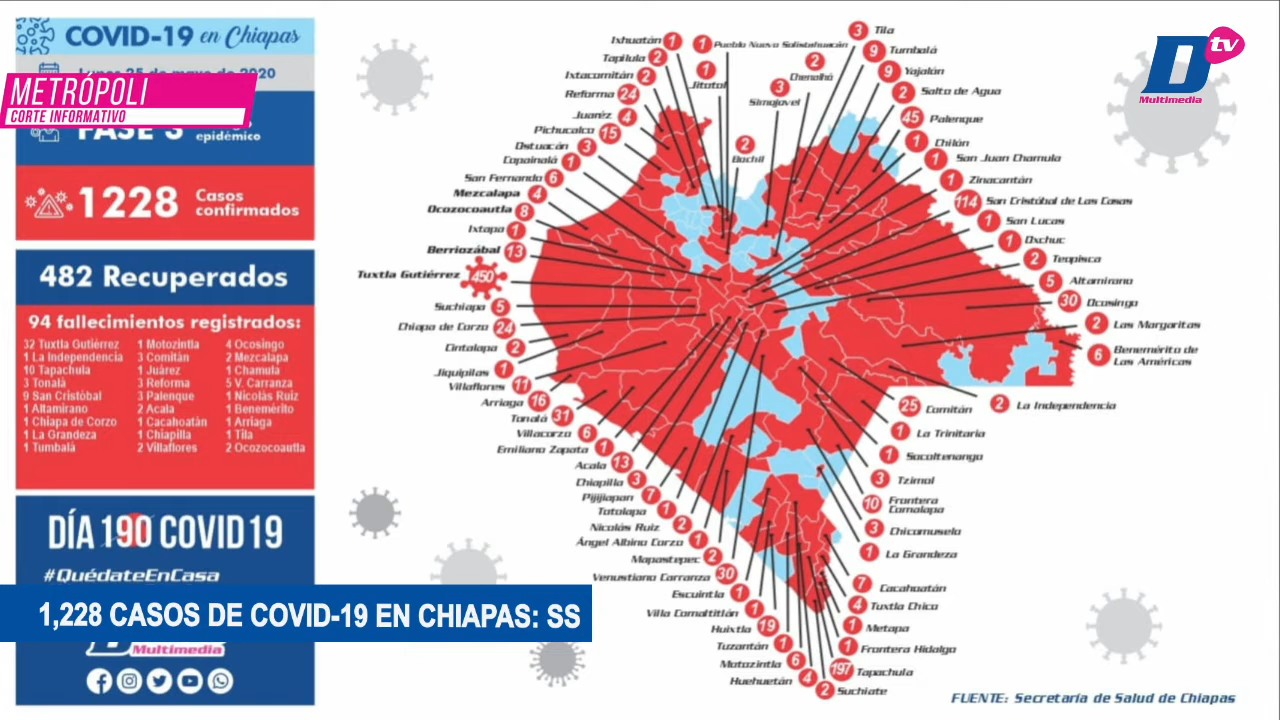 COVID-19 en Chiapas
Lunes 25 de mayo de 2020
METRÓPOLI
CORTE INFORMATIVO
FASE 3
epidémico
1228 Casos confirmados
482 Recuperados
94 fallecimientos registrados:
32 Tuxtla Gutiérrez 1 Motozintla 4 Ocosingo
1 La Independencia 3 Comitán 2 Mezcalapa
10 Tapachula 1 Juárez 1 Chamula
3 Tonalá 3 Reforma 5 V. Carranza
9 San Cristóbal 3 Palenque 1 Nicolás Ruiz
1 Altamirano 2 Acala 1 Benemérito
1 Chiapa de Corzo 1 Cacahoatán 1 Arriaga
1 La Grandeza 1 Chiapilla 1 Tila
1 Tumbalá 2 Villaflores 2 Ocozocoautla
DÍA 190 COVID19
#QuédateEnCasa
1,228 CASOS DE COVID-19 EN CHIAPAS: SS
Multimedia
Ixhuatán 1
Tapilula 2
Ixtacomitán 2
Reforma 24
Juaréz 4
Pichucalco 15
Ostuacán 3
Copainalá 1
San Fernando 6
Mezcalapa 4
Ocozocoautla 8
Ixtapa 1
Berriozábal 13
Tuxtla Gutiérrez 450
Suchiapa 5
Chiapa de Corzo 24
Cintalapa 2
Jiquipilas 1
Villaflores 11
Arriaga 16
Tonalá 31
Villacorzo 6
Emiliano Zapata 1
Acala 13
Chiapilla 3
Pijijiapan 7
Totolapa 1
Nicolás Ruiz 2
Ángel Albino Corzo 1
Mapastepec 2
Venustiano Carranza 30
Escuintla 1
Villa Comaltitlán 1
Huixtla 19
Tuzantán 1
Motozintla 6
Huehuetán 4
2 Suchiate
1 Pueblo Nuevo Solistahuacán
1
Jitotol
2
Chenalhó
3
Simojovel
2
Bochil
3 Tila
9 Tumbalá
9 Yajalán
2 Salto de Agua
45 Palenque
1 Chilón
1 San Juan Chamula
1 Zinacantán
114 San Cristóbal de Las Casas
1 San Lucas
1 Oxchuc
2 Teopisca
5 Altamirano
30 Ocosingo
2 Las Margaritas
6 Benemérito de
Las Américas
2 La Independencia
25 Comitán
1 La Trinitaria
1 Socoltenango
3 Tzimol
10 Frontera
Comalapa
3 Chicomuselo
1 La Grandeza
7 Cacahuatán
4 Tuxtla Chico
1 Metapa
1 Frontera Hidalgo
197 Tapachula
D tv
Multimedia
FUENTE: Secretaría de Salud de Chiapas